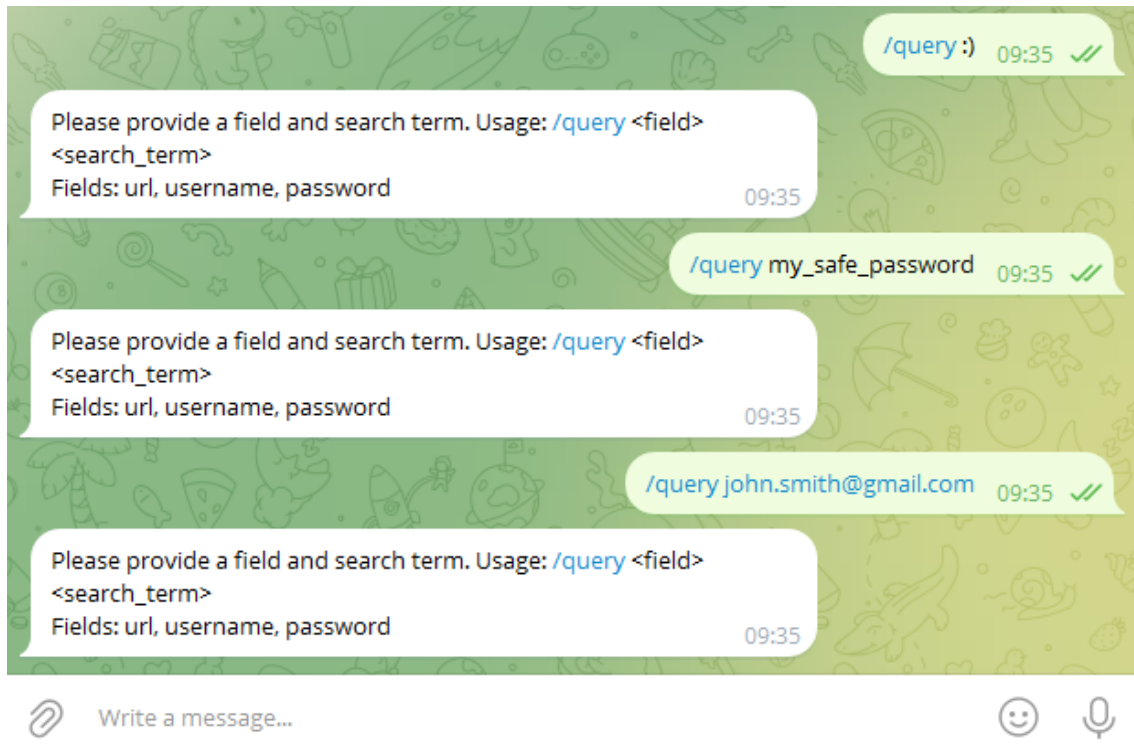 /query :) 09:35
Please provide a field and search term. Usage: /query <field>
<search_term>
Fields: url, username, password
09:35
/query my_safe_password 09:35
Please provide a field and search term. Usage: /query <field>
<search_term>
Fields: url, username, password
09:35
/query john.smith@gmail.com 09:35
Please provide a field and search term. Usage: /query <field>
<search_term>
Fields: url, username, password
09:35
Write a message...